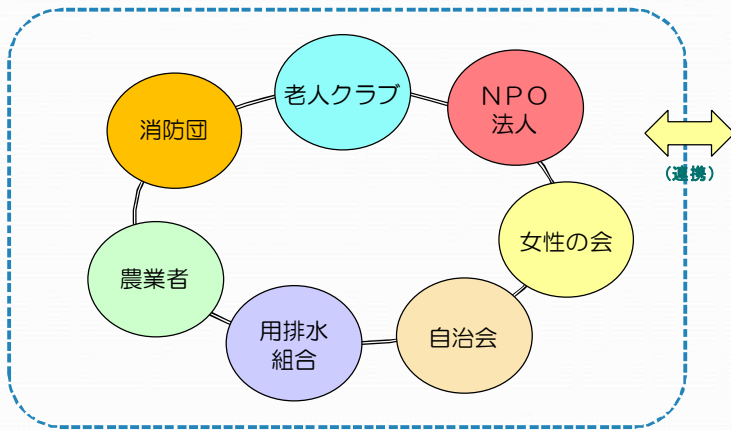 老人クラブ
ＮＰＯ
法人
消防団
（連携）
女性の会
農業者
用排水
組合
自治会